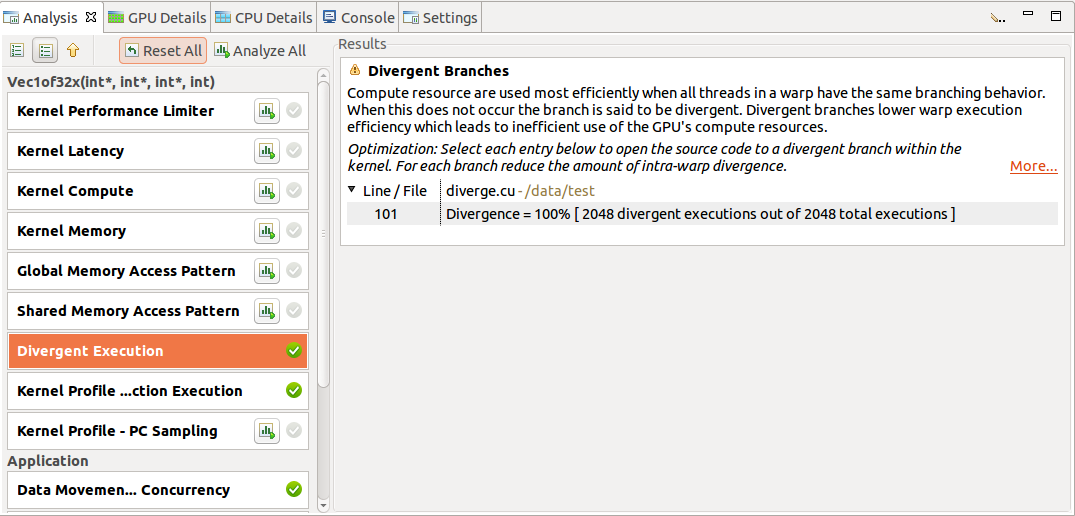 Analysis GPU Details CPU Details Console Settings
Reset All Analyze All
Vec1of32x(int*, int*, int*, int)
Kernel Performance Limiter
Kernel Latency
Kernel Compute
Kernel Memory
Global Memory Access Pattern
Shared Memory Access Pattern
Divergent Execution
Kernel Profile ...ction Execution
Kernel Profile - PC Sampling
Application
Data Movemen... Concurrency
Results
Divergent Branches
Compute resource are used most efficiently when all threads in a warp have the same branching behavior.
When this does not occur the branch is said to be divergent. Divergent branches lower warp execution
efficiency which leads to inefficient use of the GPU's compute resources.
Optimization: Select each entry below to open the source code to a divergent branch within the
kernel. For each branch reduce the amount of intra-warp divergence.
More...
Line / File diverge.cu - /data/test
101 Divergence = 100% [ 2048 divergent executions out of 2048 total executions ]